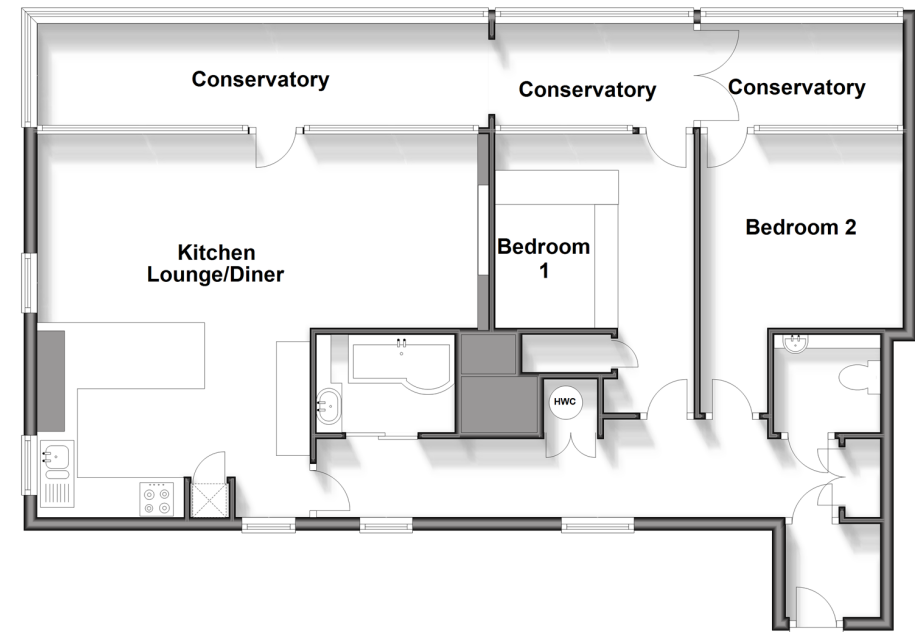 Conservatory
Conservatory
Conservatory
Kitchen
Lounge/Diner
Bedroom
1
Bedroom 2
HWC